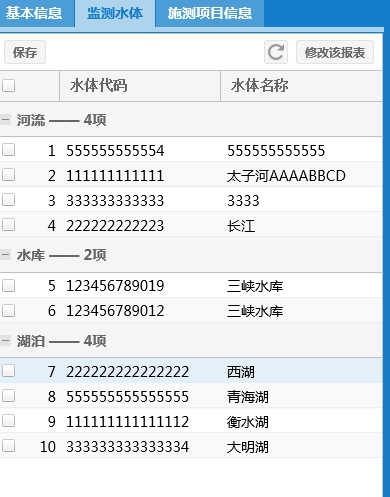 基本信息 监测水体 施测项目信息
保存 修改该报表
水体代码 水体名称
河流 —— 4项
1 555555555554 555555555555
2 111111111111 太子河AAAABBCD
3 333333333333 3333
4 222222222223 长江
水库 —— 2项
5 123456789019 三峡水库
6 123456789012 三峡水库
湖泊 —— 4项
7 222222222222222 西湖
8 555555555555555 青海湖
9 111111111111112 衡水湖
10 333333333333334 大明湖